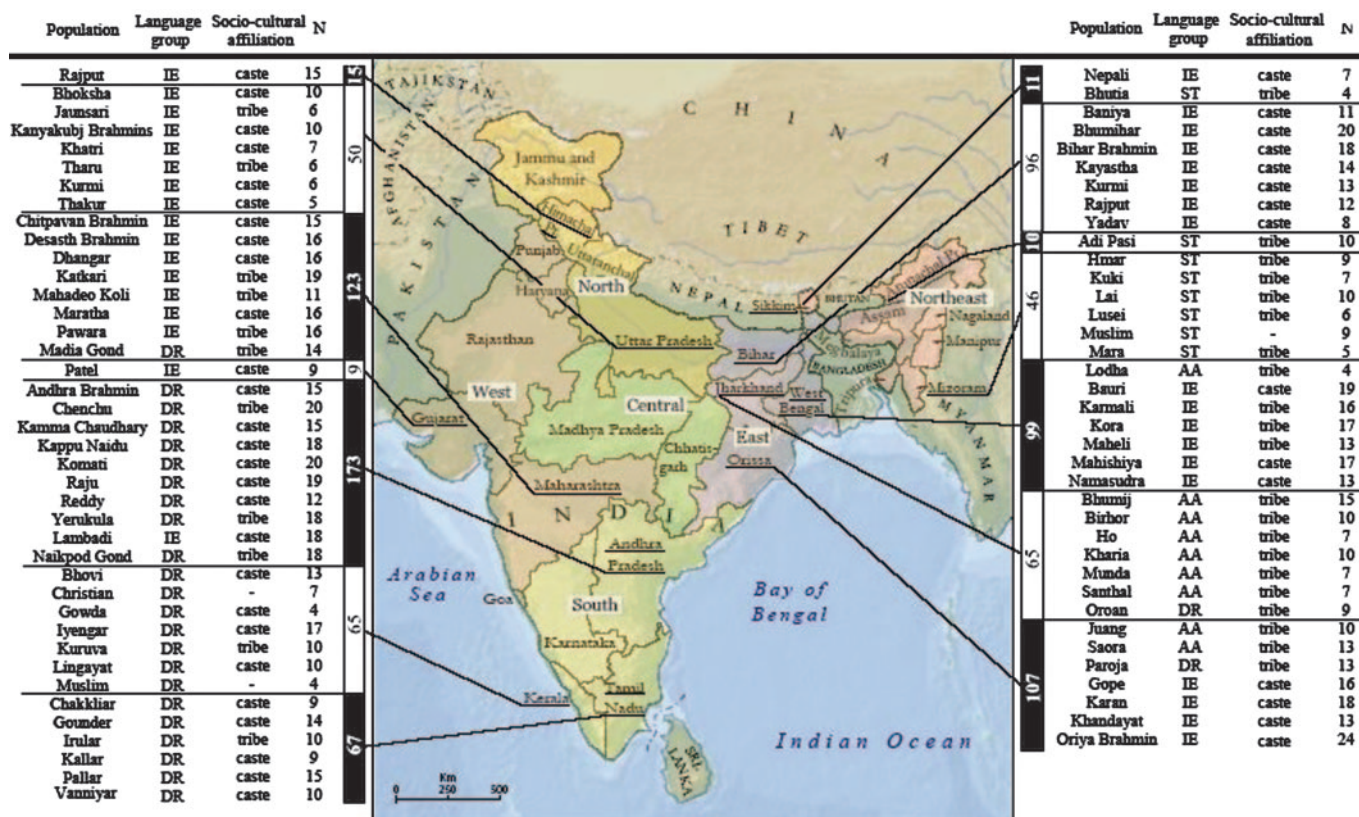 Population Language group Socio-cultural affiliation N
Rajput IE caste 15
Bhoksha IE caste 10
Jaunsari IE tribe 6
Kanyakubj Brahmins IE caste 10
Khatri IE caste 7
Tharu IE tribe 6
Kurmi IE caste 6
Thakur IE caste 5
Chitpavan Brahmin IE caste 15
Desasth Brahmin IE caste 16
Dhangar IE caste 16
Katkari IE tribe 19
Mahadeo Koli IE tribe 11
Maratha IE caste 16
Pawara IE tribe 16
Madia Gond DR tribe 14
Patel IE caste 9
Andhra Brahmin DR caste 15
Chenchu DR tribe 20
Kamma Chaudhary DR caste 15
Kappu Naidu DR caste 18
Komati DR caste 20
Raju DR caste 19
Reddy DR caste 12
Yerukula DR tribe 18
Lambadi IE caste 18
Naikpod Gond DR tribe 18
Bhovi DR caste 13
Christian DR - 7
Gowda DR caste 4
Iyengar DR caste 17
Kuruva DR tribe 10
Lingayat DR caste 10
Muslim DR - 4
Chakkliar DR caste 9
Gounder DR caste 14
Irular DR tribe 10
Kallar DR caste 9
Pallar DR caste 15
Vanniyar DR caste 10
15
50
123
9
173
65
67
TAJIKSTAN
AFGHANISTAN
PAKISTAN
CHINA
TIBET
Jammu and
Kashmir
Himachal
Pr.
Punjab
Uttaranchal
Haryana
North
NEPAL
Sikkim
BHUTAN
Arunachal Pr.
Northeast
Assam
Nagaland
Rajasthan
Uttar Pradesh
Bihar
Meghalaya
Manipur
BANGLADESH
West
Jharkhand
West
Bengal
Tripura
Mizoram
MYANMAR
Gujarat
Central
Madhya Pradesh
Chhatis-
garh
East
Orissa
Maharashtra
INDIA
Andhra
Pradesh
Arabian
Sea
Goa
South
Bay of
Bengal
Karnataka
Tamil
Nadu
Kerala
Indian Ocean
SRI-
LANKA
Km
0 250 500
11
96
10
46
99
65
107
Population Language group Socio-cultural affiliation N
Nepali IE caste 7
Bhutia ST tribe 4
Baniya IE caste 11
Bhumihar IE caste 20
Bihar Brahmin IE caste 18
Kayastha IE caste 14
Kurmi IE caste 13
Rajput IE caste 12
Yadav IE caste 8
Adi Pasi ST tribe 10
Hmar ST tribe 9
Kuki ST tribe 7
Lai ST tribe 10
Lusei ST tribe 6
Muslim ST - 9
Mara ST tribe 5
Lodha AA tribe 4
Bauri IE caste 19
Karmali IE tribe 16
Kora IE tribe 17
Maheli IE tribe 13
Mahishiya IE caste 17
Namasudra IE caste 13
Bhumij AA tribe 15
Birhor AA tribe 10
Ho AA tribe 7
Kharia AA tribe 10
Munda AA tribe 7
Santhal AA tribe 7
Oroan DR tribe 9
Juang AA tribe 10
Saora AA tribe 13
Paroja DR tribe 13
Gope IE caste 16
Karan IE caste 18
Khandayat IE caste 13
Oriya Brahmin IE caste 24